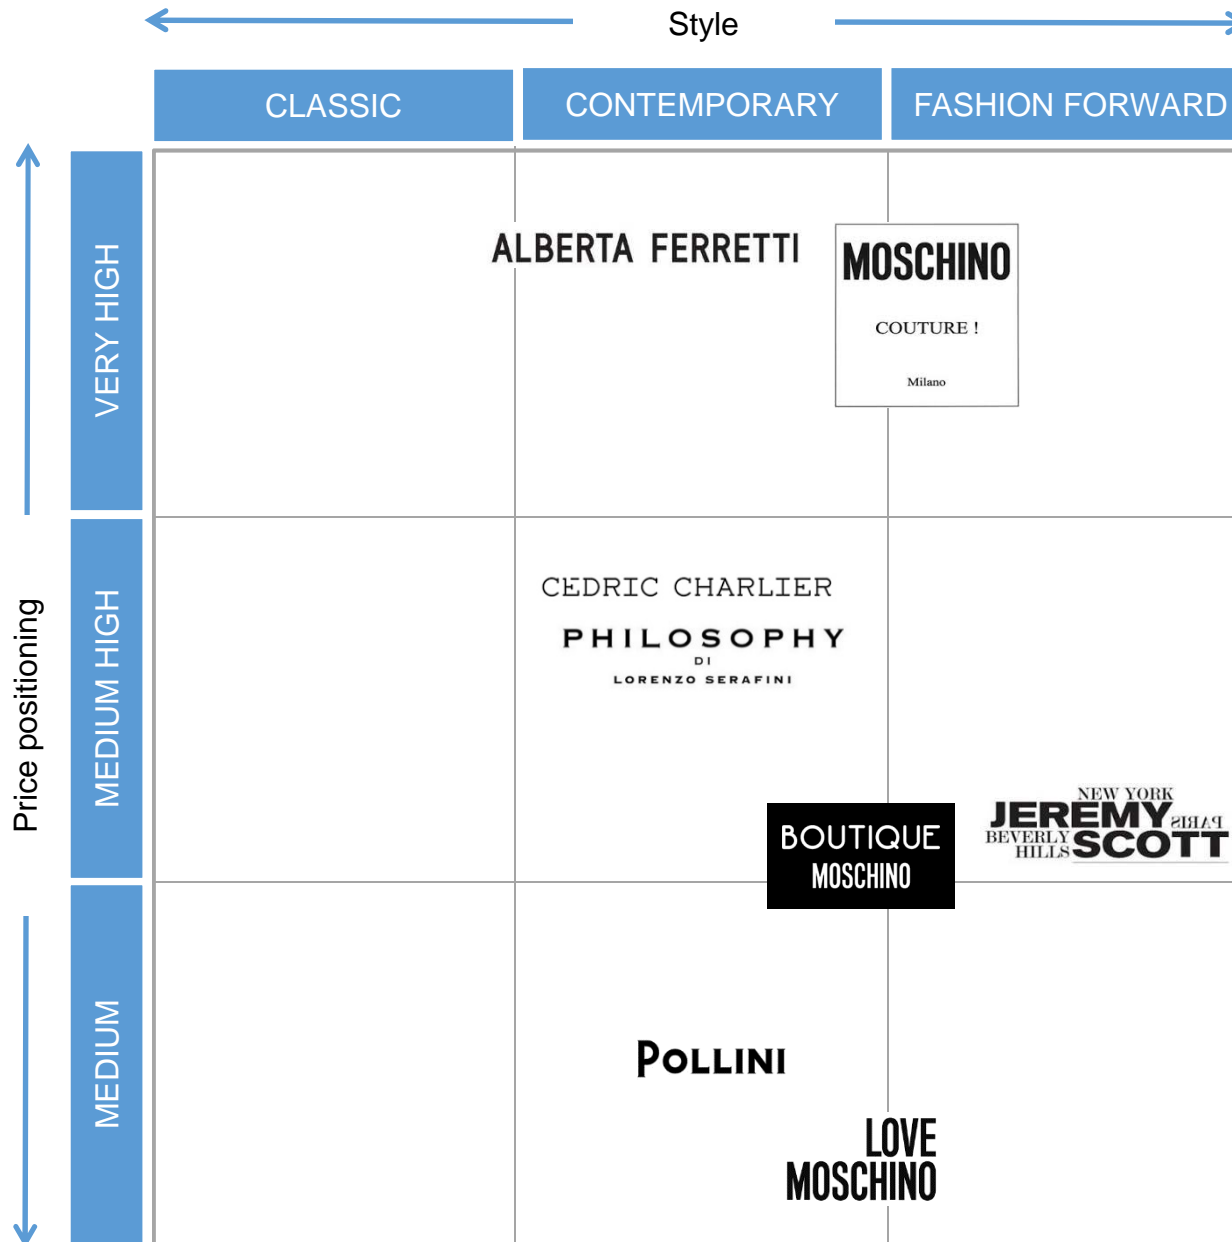 Style
CLASSIC
CONTEMPORARY
FASHION FORWARD
Price positioning
VERY HIGH
MEDIUM HIGH
MEDIUM
ALBERTA FERRETTI
MOSCHINO
COUTURE !
Milano
CEDRIC CHARLIER
PHILOSOPHY
DI
LORENZO SERAFINI
BOUTIQUE
MOSCHINO
NEW YORK
JEREMY PARIS
BEVERLY
HILLS SCOTT
POLLINI
LOVE
MOSCHINO